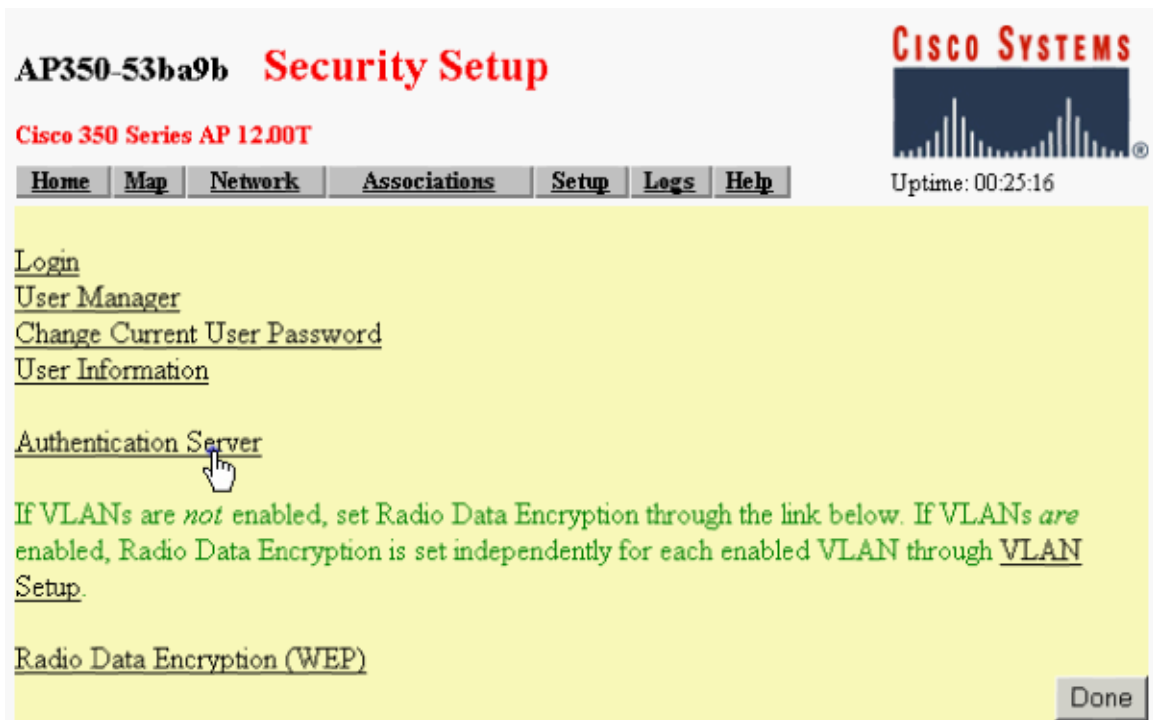 AP350-53ba9b Security Setup
CISCO SYSTEMS
Cisco 350 Series AP 12.00T
®
Home Map Network Associations Setup Logs Help
Uptime: 00:25:16
Login
User Manager
Change Current User Password
User Information
Authentication Server
If VLANs are not enabled, set Radio Data Encryption through the link below. If VLANs are
enabled, Radio Data Encryption is set independently for each enabled VLAN through VLAN
Setup.
Radio Data Encryption (WEP)
Done